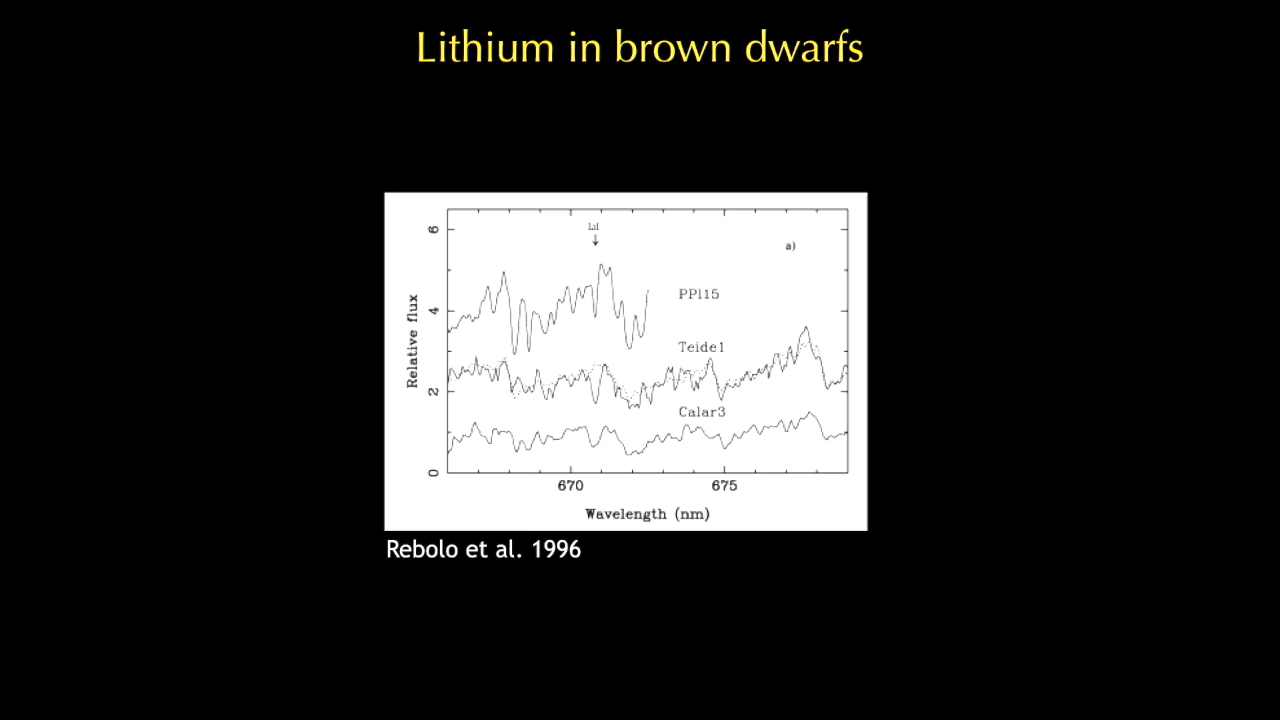 Lithium in brown dwarfs
LiI
a)
6
4
2
0
PPl15
Teide1
Calar3
Relative flux
670
675
Wavelength (nm)
Rebolo et al. 1996